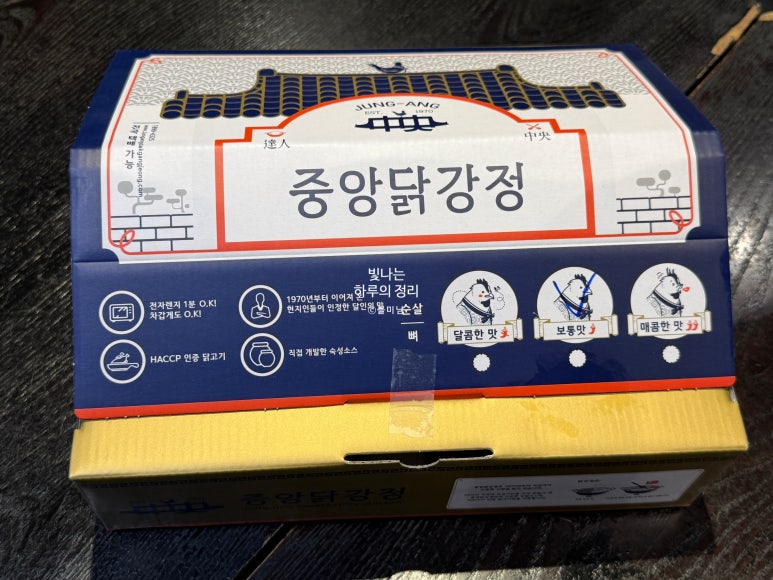 JUNG-ANG
EST. 1970
中央
達人
中央
중앙닭강정
전자렌지 1분 O.K!
차갑게도 O.K!
1970년부터 이어져 온
현지인들이 인정한 달인의 맛
HACCP 인증 닭고기
직접 개발한 숙성소스
빛나는
하루의 정리
순살
뼈
달콤한 맛
보통맛
매콤한 맛
중앙닭강정